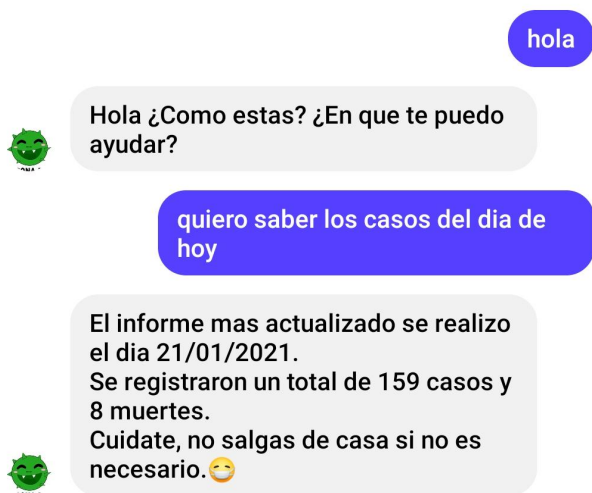 hola
Hola ¿Como estas? ¿En que te puedo
ayudar?
quiero saber los casos del dia de
hoy
El informe mas actualizado se realizo
el dia 21/01/2021.
Se registraron un total de 159 casos y
8 muertes.
Cuidate, no salgas de casa si no es
necesario.😷